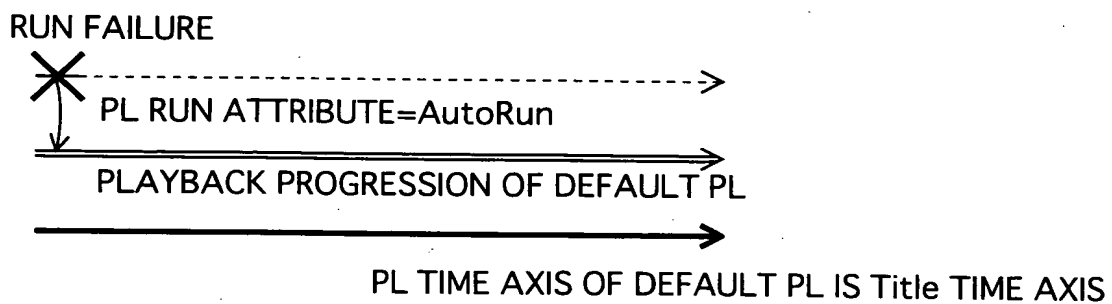 RUN FAILURE
PL RUN ATTRIBUTE=AutoRun
PLAYBACK PROGRESSION OF DEFAULT PL
PL TIME AXIS OF DEFAULT PL IS Title TIME AXIS